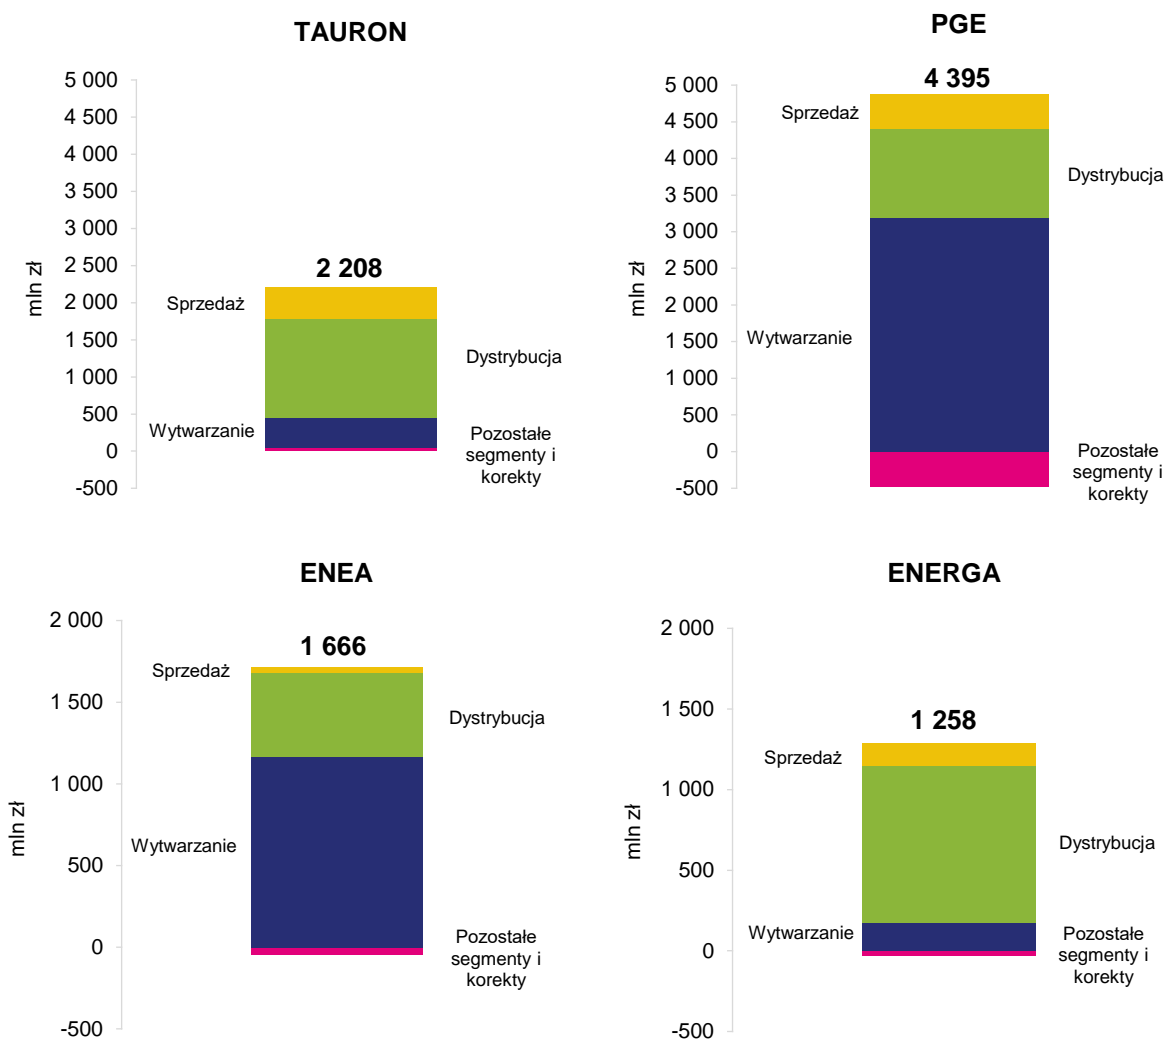 TAURON
5 000
4 500
4 000
3 500
3 000
2 500
2 000
1 500
1 000
500
0
-500
mln zł
2 208
Sprzedaż
Dystrybucja
Wytwarzanie
Pozostałe
segmenty i
korekty
PGE
5 000
4 500
4 000
3 500
3 000
2 500
2 000
1 500
1 000
500
0
-500
mln zł
4 395
Sprzedaż
Dystrybucja
Wytwarzanie
Pozostałe
segmenty i
korekty
ENEA
2 000
1 500
1 000
500
0
-500
mln zł
1 666
Sprzedaż
Dystrybucja
Wytwarzanie
Pozostałe
segmenty i
korekty
ENERGA
2 000
1 500
1 000
500
0
-500
mln zł
1 258
Sprzedaż
Dystrybucja
Wytwarzanie
Pozostałe
segmenty i
korekty